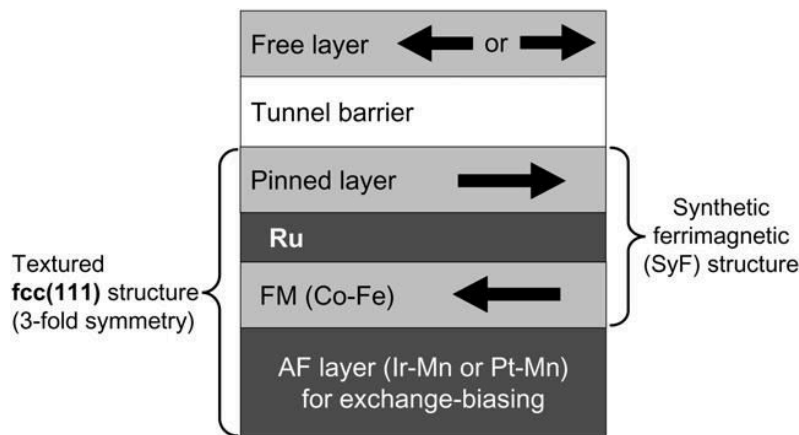 Free layer
or
Tunnel barrier
Pinned layer
Ru
FM (Co-Fe)
AF layer (Ir-Mn or Pt-Mn)
for exchange-biasing
Textured
fcc(111) structure
(3-fold symmetry)
Synthetic
ferrimagnetic
(SyF) structure